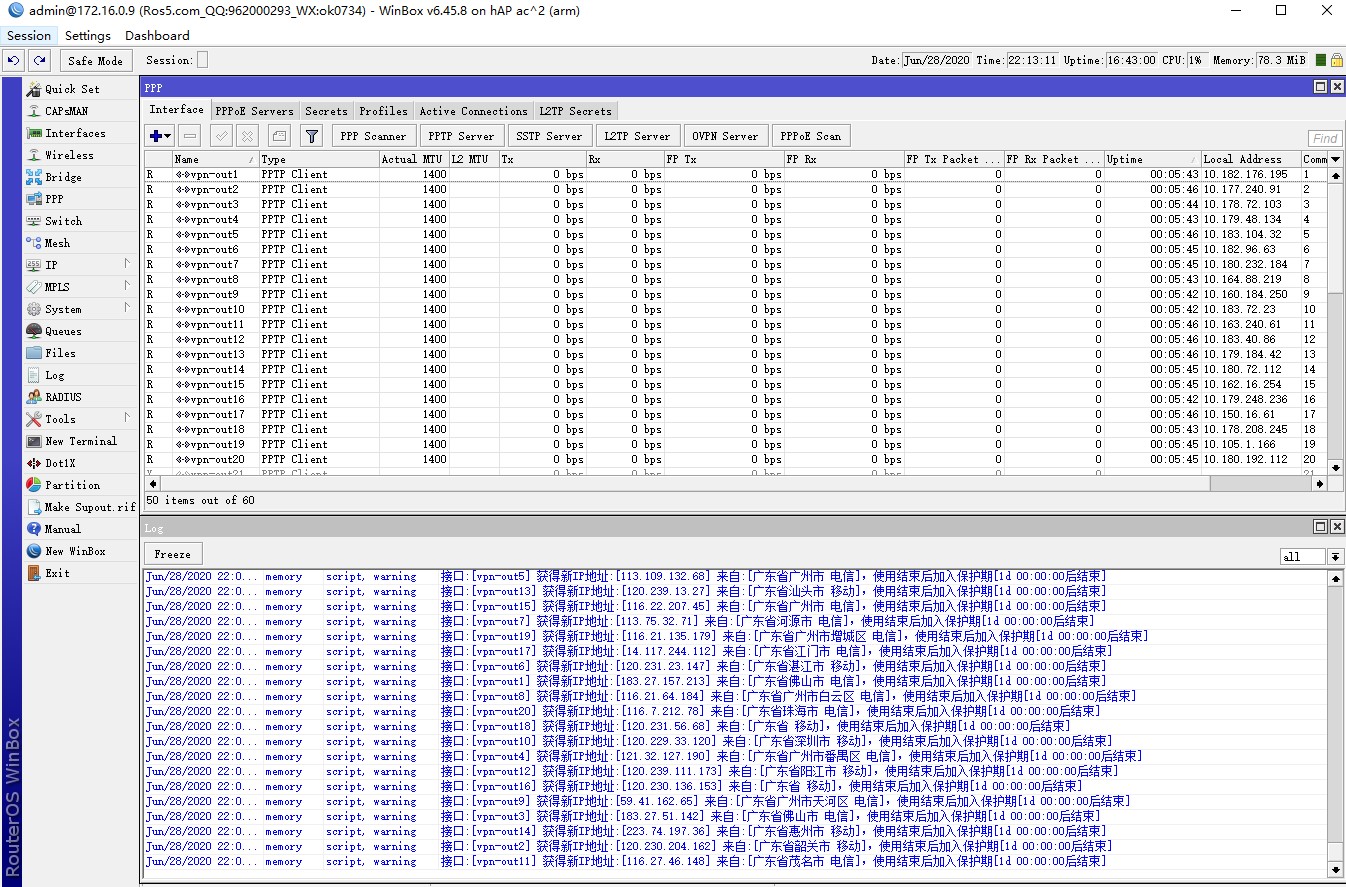 admin@172.16.0.9 (Ros5.com_QQ:962000293_WX:ok0734) - WinBox v6.45.8 on hAP ac^2 (arm)
Session Settings Dashboard
Safe Mode Session: Date: Jun/28/2020 Time: 22:13:11 Uptime: 16:43:00 CPU: 1% Memory: 78.3 MiB
Quick Set
CAPsMAN
Interfaces
Wireless
Bridge
PPP
Switch
Mesh
IP
MPLS
System
Queues
Files
Log
RADIUS
Tools
New Terminal
Dot1X
Partition
Make Supout.rif
Manual
New WinBox
Exit
RouterOS WinBox
PPP
Interface PPPoE Servers Secrets Profiles Active Connections L2TP Secrets
PPP Scanner PPTP Server SSTP Server L2TP Server OVPN Server PPPoE Scan Find
Name Type Actual MTU L2 MTU Tx Rx FP Tx FP Rx FP Tx Packet ... FP Rx Packet ... Uptime Local Address Comm
R vpn-out1 PPTP Client 1400 0 bps 0 bps 0 bps 0 bps 0 0 00:05:43 10.182.176.195 1
R vpn-out2 PPTP Client 1400 0 bps 0 bps 0 bps 0 bps 0 0 00:05:46 10.177.240.91 2
R vpn-out3 PPTP Client 1400 0 bps 0 bps 0 bps 0 bps 0 0 00:05:44 10.178.72.103 3
R vpn-out4 PPTP Client 1400 0 bps 0 bps 0 bps 0 bps 0 0 00:05:43 10.179.48.134 4
R vpn-out5 PPTP Client 1400 0 bps 0 bps 0 bps 0 bps 0 0 00:05:46 10.183.104.32 5
R vpn-out6 PPTP Client 1400 0 bps 0 bps 0 bps 0 bps 0 0 00:05:45 10.182.96.63 6
R vpn-out7 PPTP Client 1400 0 bps 0 bps 0 bps 0 bps 0 0 00:05:45 10.180.232.184 7
R vpn-out8 PPTP Client 1400 0 bps 0 bps 0 bps 0 bps 0 0 00:05:43 10.164.88.219 8
R vpn-out9 PPTP Client 1400 0 bps 0 bps 0 bps 0 bps 0 0 00:05:42 10.160.184.250 9
R vpn-out10 PPTP Client 1400 0 bps 0 bps 0 bps 0 bps 0 0 00:05:42 10.183.72.23 10
R vpn-out11 PPTP Client 1400 0 bps 0 bps 0 bps 0 bps 0 0 00:05:46 10.163.240.61 11
R vpn-out12 PPTP Client 1400 0 bps 0 bps 0 bps 0 bps 0 0 00:05:46 10.183.40.86 12
R vpn-out13 PPTP Client 1400 0 bps 0 bps 0 bps 0 bps 0 0 00:05:46 10.179.184.42 13
R vpn-out14 PPTP Client 1400 0 bps 0 bps 0 bps 0 bps 0 0 00:05:45 10.180.72.112 14
R vpn-out15 PPTP Client 1400 0 bps 0 bps 0 bps 0 bps 0 0 00:05:45 10.162.16.254 15
R vpn-out16 PPTP Client 1400 0 bps 0 bps 0 bps 0 bps 0 0 00:05:42 10.179.248.236 16
R vpn-out17 PPTP Client 1400 0 bps 0 bps 0 bps 0 bps 0 0 00:05:46 10.150.16.61 17
R vpn-out18 PPTP Client 1400 0 bps 0 bps 0 bps 0 bps 0 0 00:05:43 10.178.208.245 18
R vpn-out19 PPTP Client 1400 0 bps 0 bps 0 bps 0 bps 0 0 00:05:45 10.105.1.166 19
R vpn-out20 PPTP Client 1400 0 bps 0 bps 0 bps 0 bps 0 0 00:05:45 10.180.192.112 20
X vpn-out21 PPTP Client 0 bps 0 bps 0 bps 0 bps 0 0 21
50 items out of 60
Log
Freeze all
Jun/28/2020 22:0... memory script, warning 接口:[vpn-out5] 获得新IP地址:[113.109.132.68] 来自:[广东省广州市 电信]，使用结束后加入保护期[1d 00:00:00后结束]
Jun/28/2020 22:0... memory script, warning 接口:[vpn-out13] 获得新IP地址:[120.239.13.27] 来自:[广东省汕头市 移动]，使用结束后加入保护期[1d 00:00:00后结束]
Jun/28/2020 22:0... memory script, warning 接口:[vpn-out15] 获得新IP地址:[116.22.207.45] 来自:[广东省广州市 电信]，使用结束后加入保护期[1d 00:00:00后结束]
Jun/28/2020 22:0... memory script, warning 接口:[vpn-out7] 获得新IP地址:[113.75.32.71] 来自:[广东省河源市 电信]，使用结束后加入保护期[1d 00:00:00后结束]
Jun/28/2020 22:0... memory script, warning 接口:[vpn-out19] 获得新IP地址:[116.21.135.179] 来自:[广东省广州市增城区 电信]，使用结束后加入保护期[1d 00:00:00后结束]
Jun/28/2020 22:0... memory script, warning 接口:[vpn-out17] 获得新IP地址:[14.117.244.112] 来自:[广东省江门市 电信]，使用结束后加入保护期[1d 00:00:00后结束]
Jun/28/2020 22:0... memory script, warning 接口:[vpn-out6] 获得新IP地址:[120.231.23.147] 来自:[广东省湛江市 移动]，使用结束后加入保护期[1d 00:00:00后结束]
Jun/28/2020 22:0... memory script, warning 接口:[vpn-out1] 获得新IP地址:[183.27.157.213] 来自:[广东省佛山市 电信]，使用结束后加入保护期[1d 00:00:00后结束]
Jun/28/2020 22:0... memory script, warning 接口:[vpn-out8] 获得新IP地址:[116.21.64.184] 来自:[广东省广州市白云区 电信]，使用结束后加入保护期[1d 00:00:00后结束]
Jun/28/2020 22:0... memory script, warning 接口:[vpn-out20] 获得新IP地址:[116.7.212.78] 来自:[广东省珠海市 电信]，使用结束后加入保护期[1d 00:00:00后结束]
Jun/28/2020 22:0... memory script, warning 接口:[vpn-out18] 获得新IP地址:[120.231.56.68] 来自:[广东省 移动]，使用结束后加入保护期[1d 00:00:00后结束]
Jun/28/2020 22:0... memory script, warning 接口:[vpn-out10] 获得新IP地址:[120.229.33.120] 来自:[广东省深圳市 移动]，使用结束后加入保护期[1d 00:00:00后结束]
Jun/28/2020 22:0... memory script, warning 接口:[vpn-out4] 获得新IP地址:[121.32.127.190] 来自:[广东省广州市番禺区 电信]，使用结束后加入保护期[1d 00:00:00后结束]
Jun/28/2020 22:0... memory script, warning 接口:[vpn-out12] 获得新IP地址:[120.239.111.173] 来自:[广东省阳江市 移动]，使用结束后加入保护期[1d 00:00:00后结束]
Jun/28/2020 22:0... memory script, warning 接口:[vpn-out16] 获得新IP地址:[120.230.136.153] 来自:[广东省 移动]，使用结束后加入保护期[1d 00:00:00后结束]
Jun/28/2020 22:0... memory script, warning 接口:[vpn-out9] 获得新IP地址:[59.41.162.65] 来自:[广东省广州市天河区 电信]，使用结束后加入保护期[1d 00:00:00后结束]
Jun/28/2020 22:0... memory script, warning 接口:[vpn-out3] 获得新IP地址:[183.27.51.142] 来自:[广东省佛山市 电信]，使用结束后加入保护期[1d 00:00:00后结束]
Jun/28/2020 22:0... memory script, warning 接口:[vpn-out14] 获得新IP地址:[223.74.197.36] 来自:[广东省惠州市 移动]，使用结束后加入保护期[1d 00:00:00后结束]
Jun/28/2020 22:0... memory script, warning 接口:[vpn-out2] 获得新IP地址:[120.230.204.162] 来自:[广东省韶关市 移动]，使用结束后加入保护期[1d 00:00:00后结束]
Jun/28/2020 22:0... memory script, warning 接口:[vpn-out11] 获得新IP地址:[116.27.46.148] 来自:[广东省茂名市 电信]，使用结束后加入保护期[1d 00:00:00后结束]